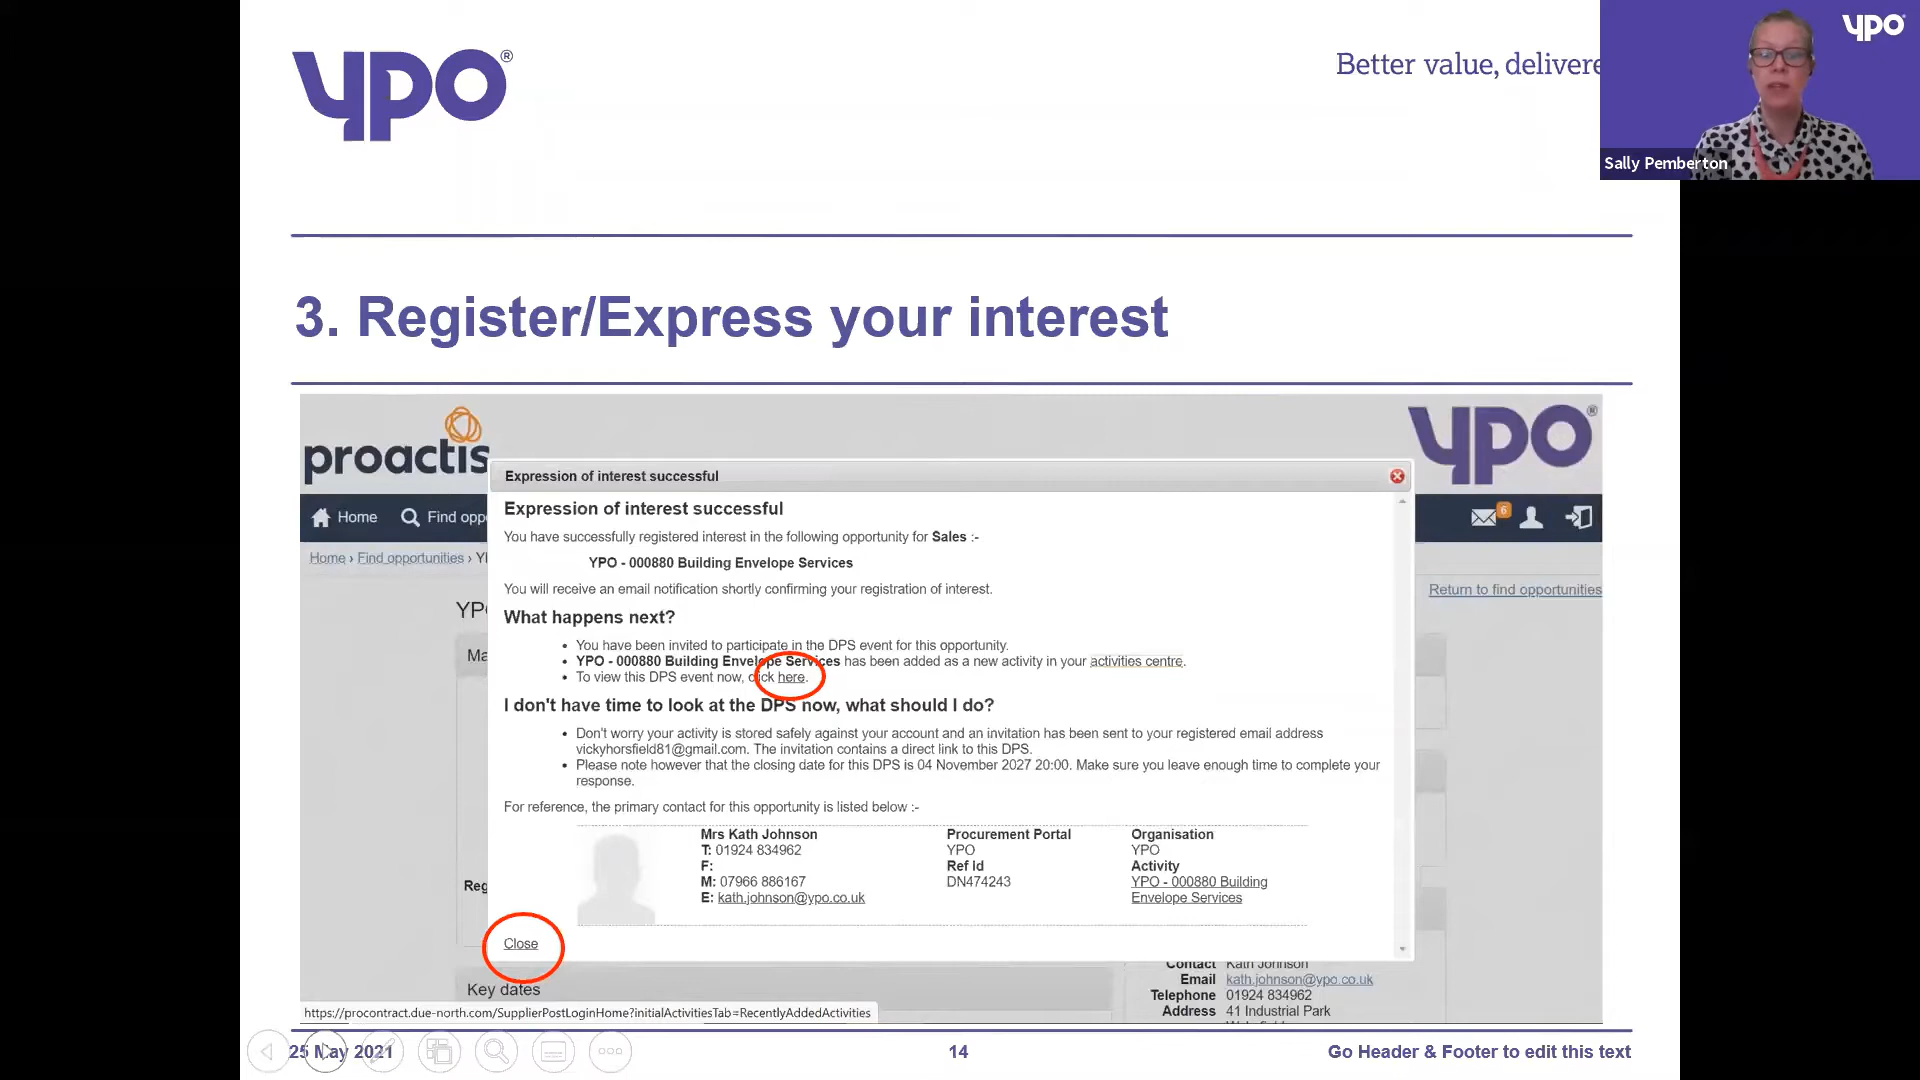 ypo®
Better value, delivere
ypo
Sally Pemberton
3. Register/Express your interest
proactis
ypo®
Expression of interest successful
Home
Find oppo
6
Home › Find opportunities › YP
Return to find opportunities
YPO
Ma
Reg
Expression of interest successful
You have successfully registered interest in the following opportunity for Sales :-
YPO - 000880 Building Envelope Services
You will receive an email notification shortly confirming your registration of interest.
What happens next?
• You have been invited to participate in the DPS event for this opportunity.
• YPO - 000880 Building Envelope Services has been added as a new activity in your activities centre.
• To view this DPS event now, click here.
I don't have time to look at the DPS now, what should I do?
• Don't worry your activity is stored safely against your account and an invitation has been sent to your registered email address
vickyhorsfield81@gmail.com. The invitation contains a direct link to this DPS.
• Please note however that the closing date for this DPS is 04 November 2027 20:00. Make sure you leave enough time to complete your
response.
For reference, the primary contact for this opportunity is listed below :-
Mrs Kath Johnson
T: 01924 834962
F:
M: 07966 886167
E: kath.johnson@ypo.co.uk
Procurement Portal
YPO
Ref Id
DN474243
Organisation
YPO
Activity
YPO - 000880 Building
Envelope Services
Close
Key dates
Contact Kath Johnson
Email kath.johnson@ypo.co.uk
Telephone 01924 834962
Address 41 Industrial Park
https://procontract.due-north.com/SupplierPostLoginHome?initialActivitiesTab=RecentlyAddedActivities
25 May 2021
14
Go Header & Footer to edit this text